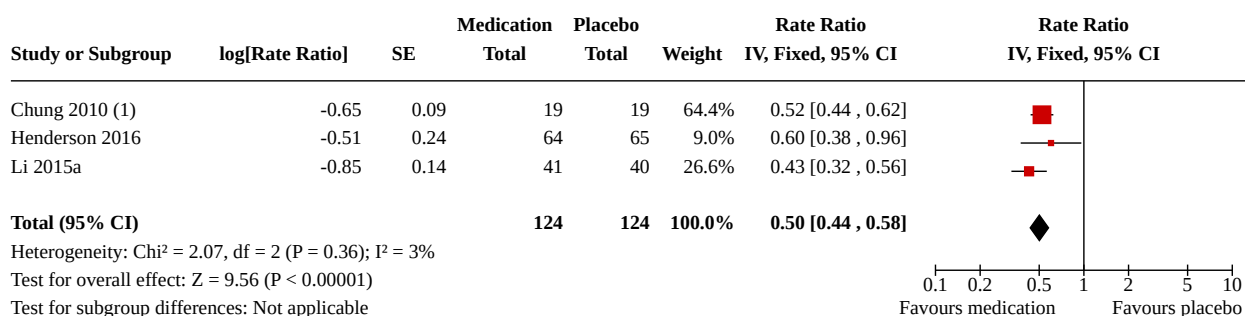 Medication Placebo Rate Ratio Rate Ratio
Study or Subgroup log[Rate Ratio] SE Total Total Weight IV, Fixed, 95% CI IV, Fixed, 95% CI
Chung 2010 (1) -0.65 0.09 19 19 64.4% 0.52 [0.44 , 0.62]
Henderson 2016 -0.51 0.24 64 65 9.0% 0.60 [0.38 , 0.96]
Li 2015a -0.85 0.14 41 40 26.6% 0.43 [0.32 , 0.56]
Total (95% CI) 124 124 100.0% 0.50 [0.44 , 0.58]
Heterogeneity: Chi² = 2.07, df = 2 (P = 0.36); I² = 3%
Test for overall effect: Z = 9.56 (P < 0.00001)
0.1 0.2 0.5 1 2 5 10
Test for subgroup differences: Not applicable Favours medication Favours placebo